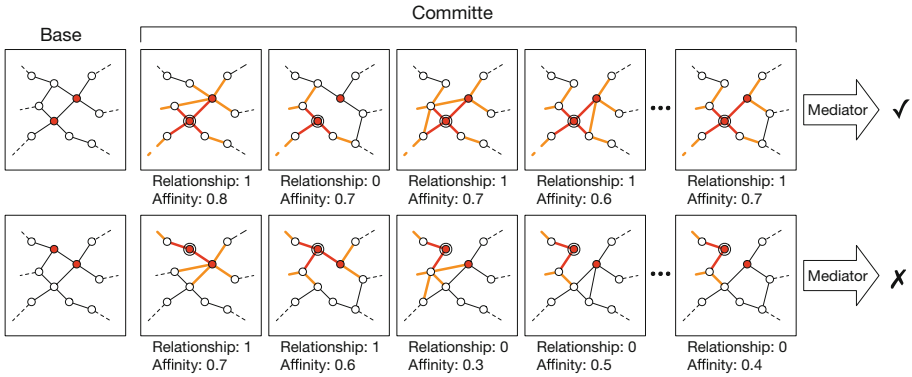 Committe
Base
Mediator
✓
Relationship: 1
Affinity: 0.8
Relationship: 0
Affinity: 0.7
Relationship: 1
Affinity: 0.7
Relationship: 1
Affinity: 0.6
Relationship: 1
Affinity: 0.7
Mediator
✗
Relationship: 1
Affinity: 0.7
Relationship: 1
Affinity: 0.6
Relationship: 0
Affinity: 0.3
Relationship: 0
Affinity: 0.5
Relationship: 0
Affinity: 0.4